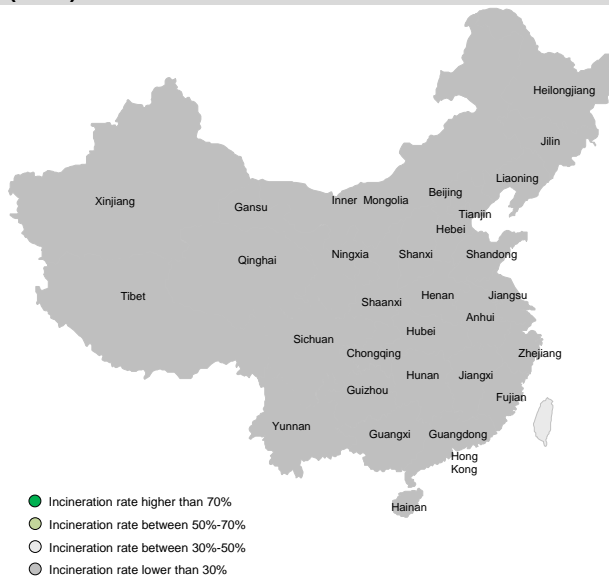 Heilongjiang
Jilin
Liaoning
Xinjiang
Gansu
Inner Mongolia
Beijing
Tianjin
Hebei
Qinghai
Ningxia
Shanxi
Shandong
Tibet
Shaanxi
Henan
Jiangsu
Anhui
Hubei
Sichuan
Chongqing
Zhejiang
Hunan
Jiangxi
Guizhou
Fujian
Yunnan
Guangxi
Guangdong
Hong
Kong
Hainan
Incineration rate higher than 70%
Incineration rate between 50%-70%
Incineration rate between 30%-50%
Incineration rate lower than 30%